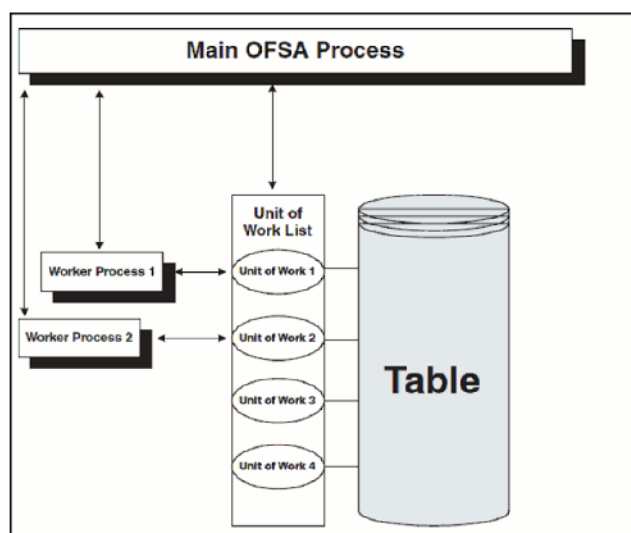 Main OFSA Process
Unit of
Work List
Worker Process 1
Unit of Work 1
Worker Process 2
Unit of Work 2
Table
Unit of Work 3
Unit of Work 4